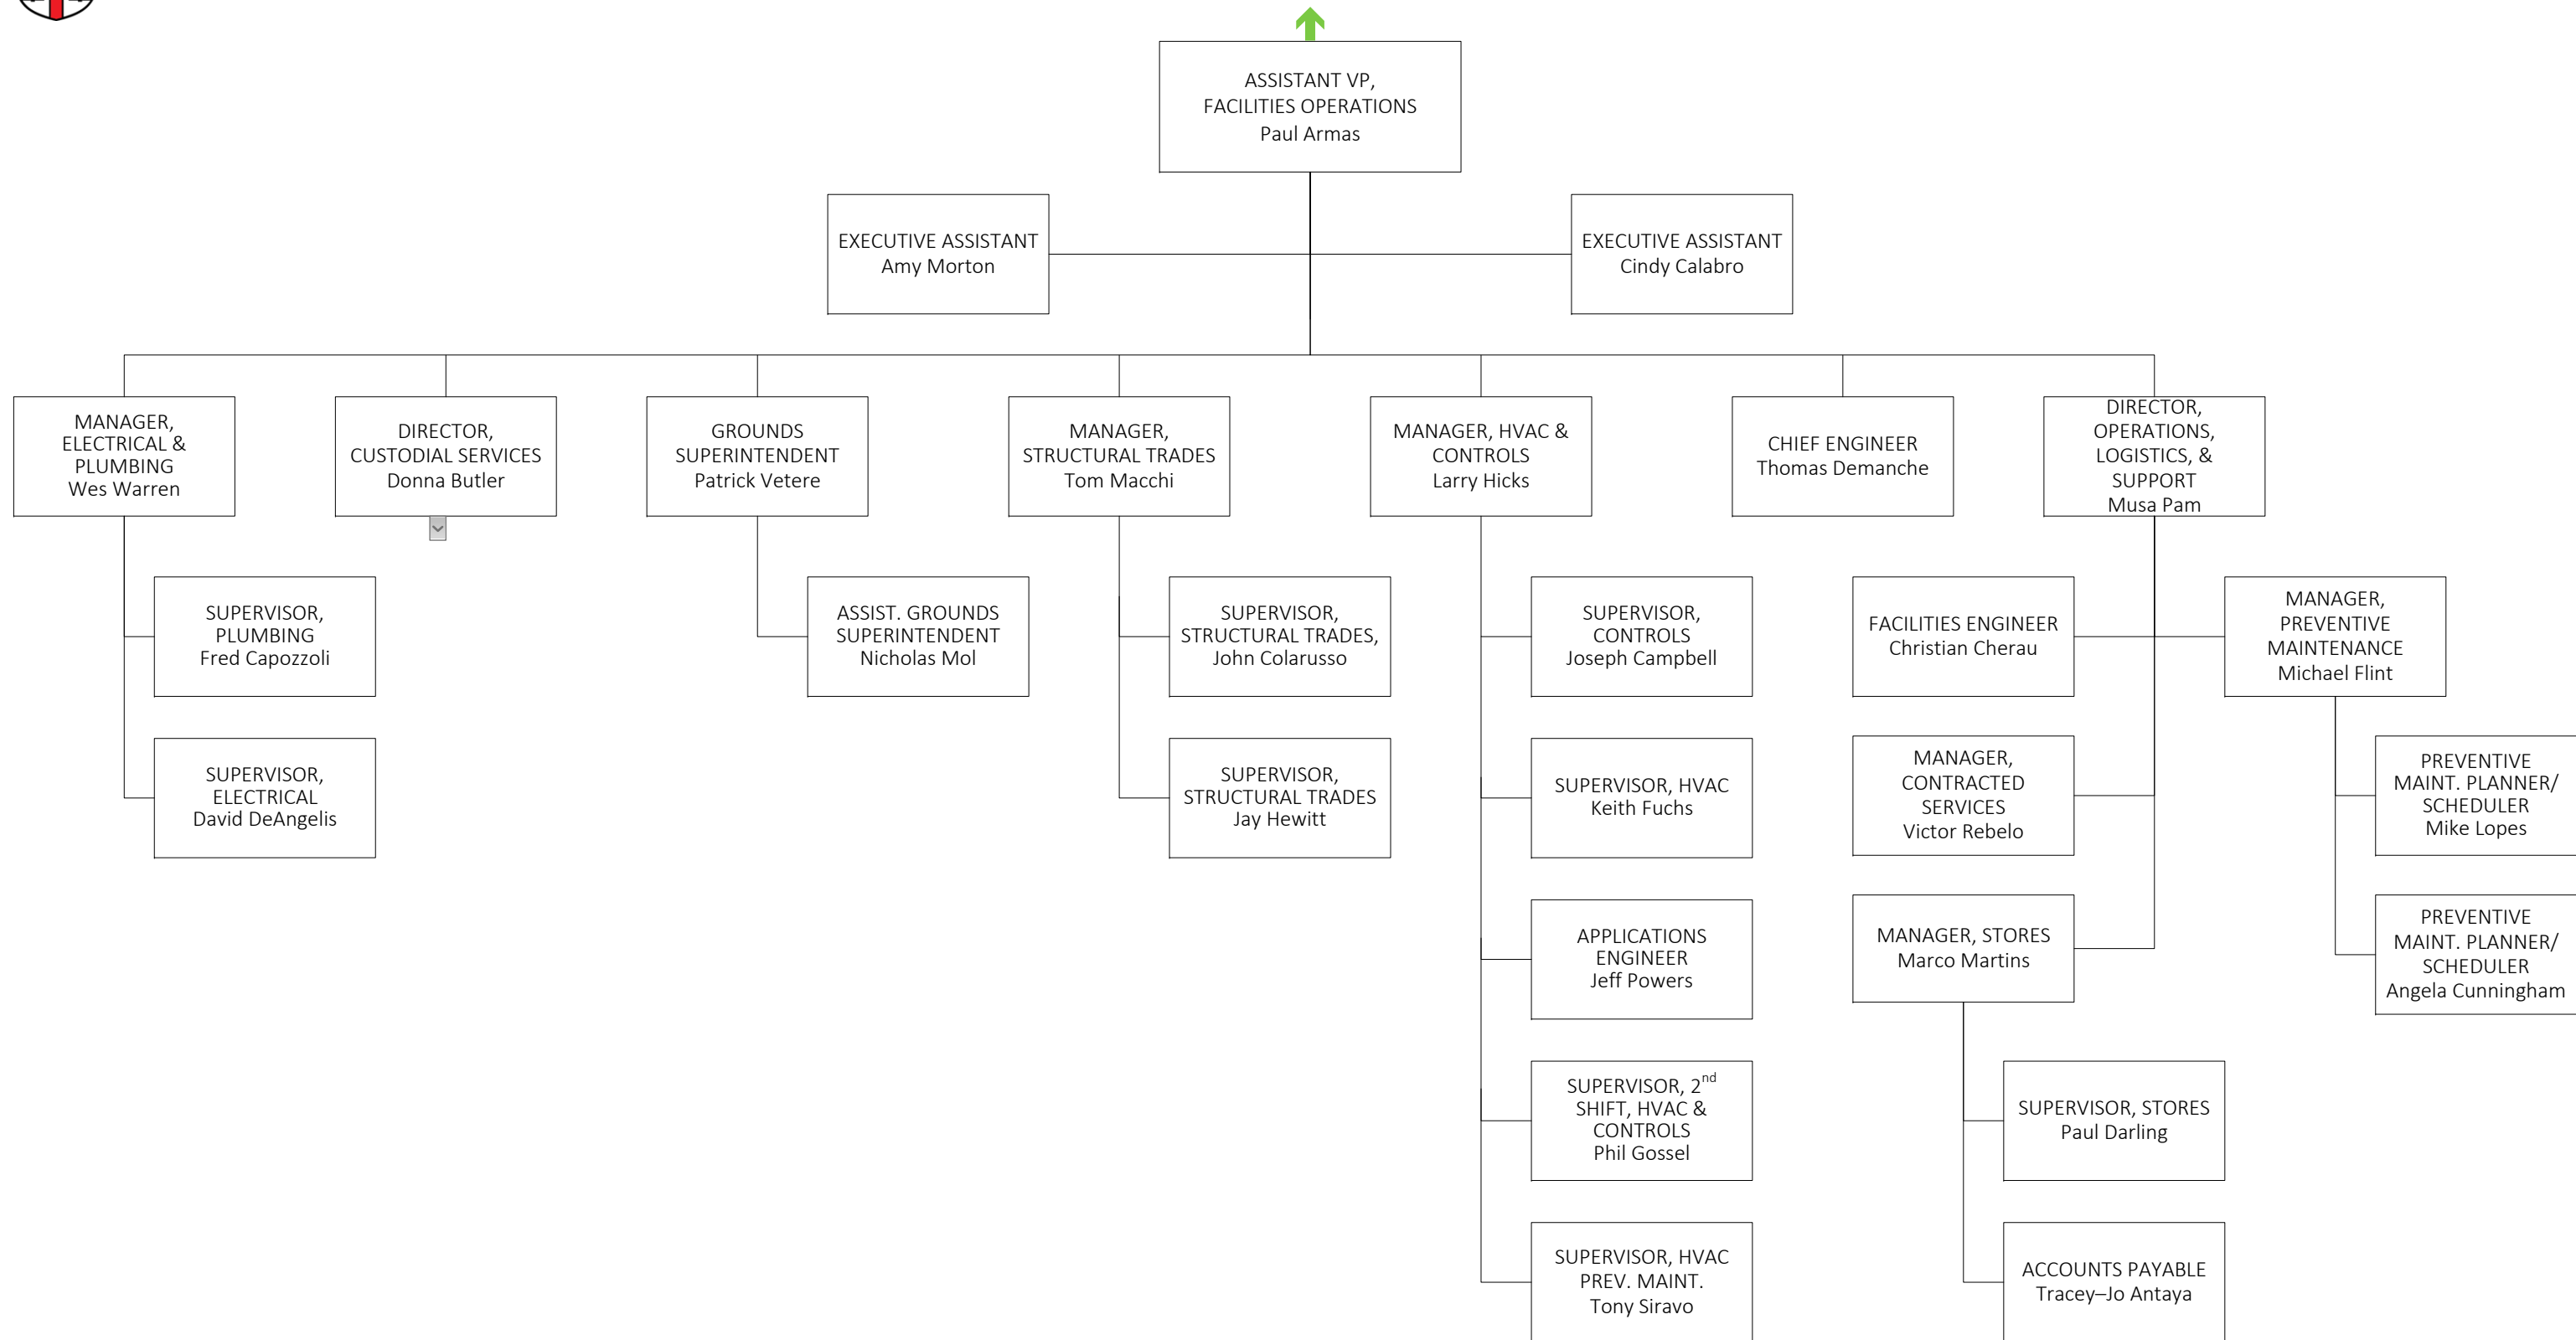 ASSISTANT VP,
FACILITIES OPERATIONS
Paul Armas
EXECUTIVE ASSISTANT
Amy Morton
EXECUTIVE ASSISTANT
Cindy Calabro
MANAGER,
ELECTRICAL &
PLUMBING
Wes Warren
DIRECTOR,
CUSTODIAL SERVICES
Donna Butler
GROUNDS
SUPERINTENDENT
Patrick Vetere
MANAGER,
STRUCTURAL TRADES
Tom Macchi
MANAGER, HVAC &
CONTROLS
Larry Hicks
CHIEF ENGINEER
Thomas Demanche
DIRECTOR,
OPERATIONS,
LOGISTICS, &
SUPPORT
Musa Pam
SUPERVISOR,
PLUMBING
Fred Capozzoli
SUPERVISOR,
ELECTRICAL
David DeAngelis
ASSIST. GROUNDS
SUPERINTENDENT
Nicholas Mol
SUPERVISOR,
STRUCTURAL TRADES,
John Colarusso
SUPERVISOR,
STRUCTURAL TRADES
Jay Hewitt
SUPERVISOR,
CONTROLS
Joseph Campbell
SUPERVISOR, HVAC
Keith Fuchs
APPLICATIONS
ENGINEER
Jeff Powers
SUPERVISOR, 2nd
SHIFT, HVAC &
CONTROLS
Phil Gossel
SUPERVISOR, HVAC
PREV. MAINT.
Tony Siravo
FACILITIES ENGINEER
Christian Cherau
MANAGER,
CONTRACTED
SERVICES
Victor Rebelo
MANAGER, STORES
Marco Martins
SUPERVISOR, STORES
Paul Darling
ACCOUNTS PAYABLE
Tracey–Jo Antaya
MANAGER,
PREVENTIVE
MAINTENANCE
Michael Flint
PREVENTIVE
MAINT. PLANNER/
SCHEDULER
Mike Lopes
PREVENTIVE
MAINT. PLANNER/
SCHEDULER
Angela Cunningham